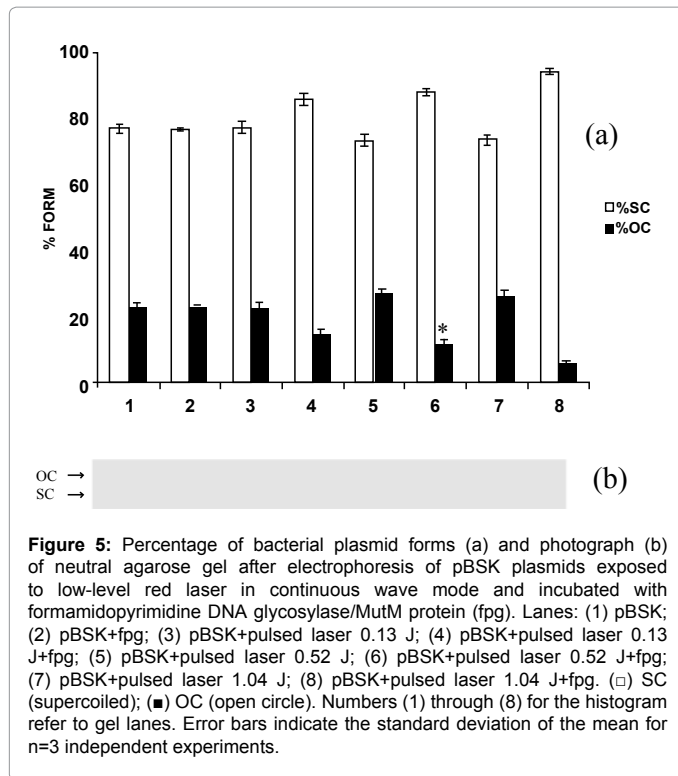 100
80
60
40
20
0
% FORM
(a)
□%SC
■%OC
*
1 2 3 4 5 6 7 8
OC →
SC →
(b)
Figure 5: Percentage of bacterial plasmid forms (a) and photograph (b)
of neutral agarose gel after electrophoresis of pBSK plasmids exposed
to low-level red laser in continuous wave mode and incubated with
formamidopyrimidine DNA glycosylase/MutM protein (fpg). Lanes: (1) pBSK;
(2) pBSK+fpg; (3) pBSK+pulsed laser 0.13 J; (4) pBSK+pulsed laser 0.13
J+fpg; (5) pBSK+pulsed laser 0.52 J; (6) pBSK+pulsed laser 0.52 J+fpg;
(7) pBSK+pulsed laser 1.04 J; (8) pBSK+pulsed laser 1.04 J+fpg. (□) SC
(supercoiled); (■) OC (open circle). Numbers (1) through (8) for the histogram
refer to gel lanes. Error bars indicate the standard deviation of the mean for
n=3 independent experiments.